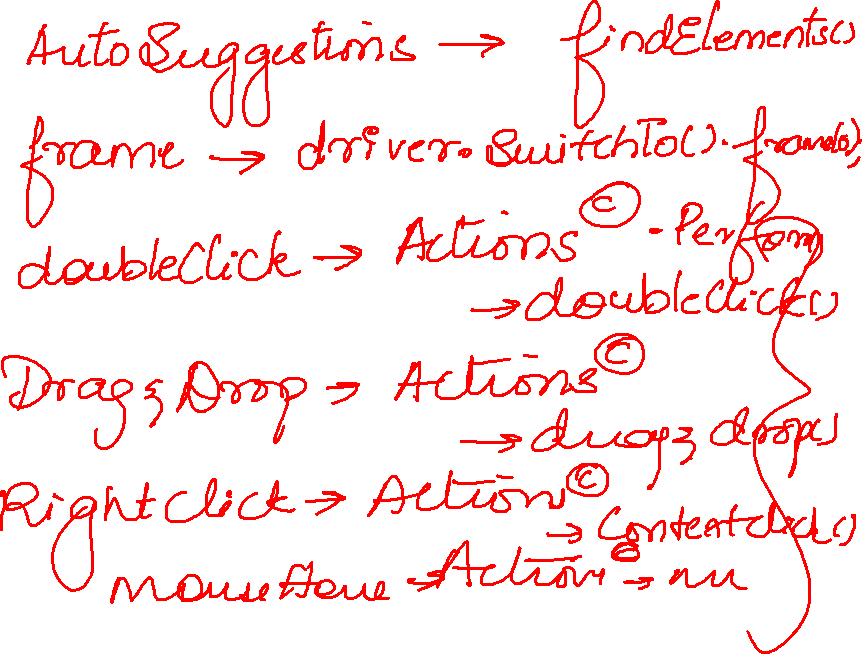 AutoSuggestions → findElements()
frame → driver.SwitchTo().frame(0);
doubleClick → Actions © .Perform
→ doubleClick()
Drag & Drop → Actions ©
→ drag & drop()
Rightclick → Action ©
→ Contextclick()
MouseHove → Action →